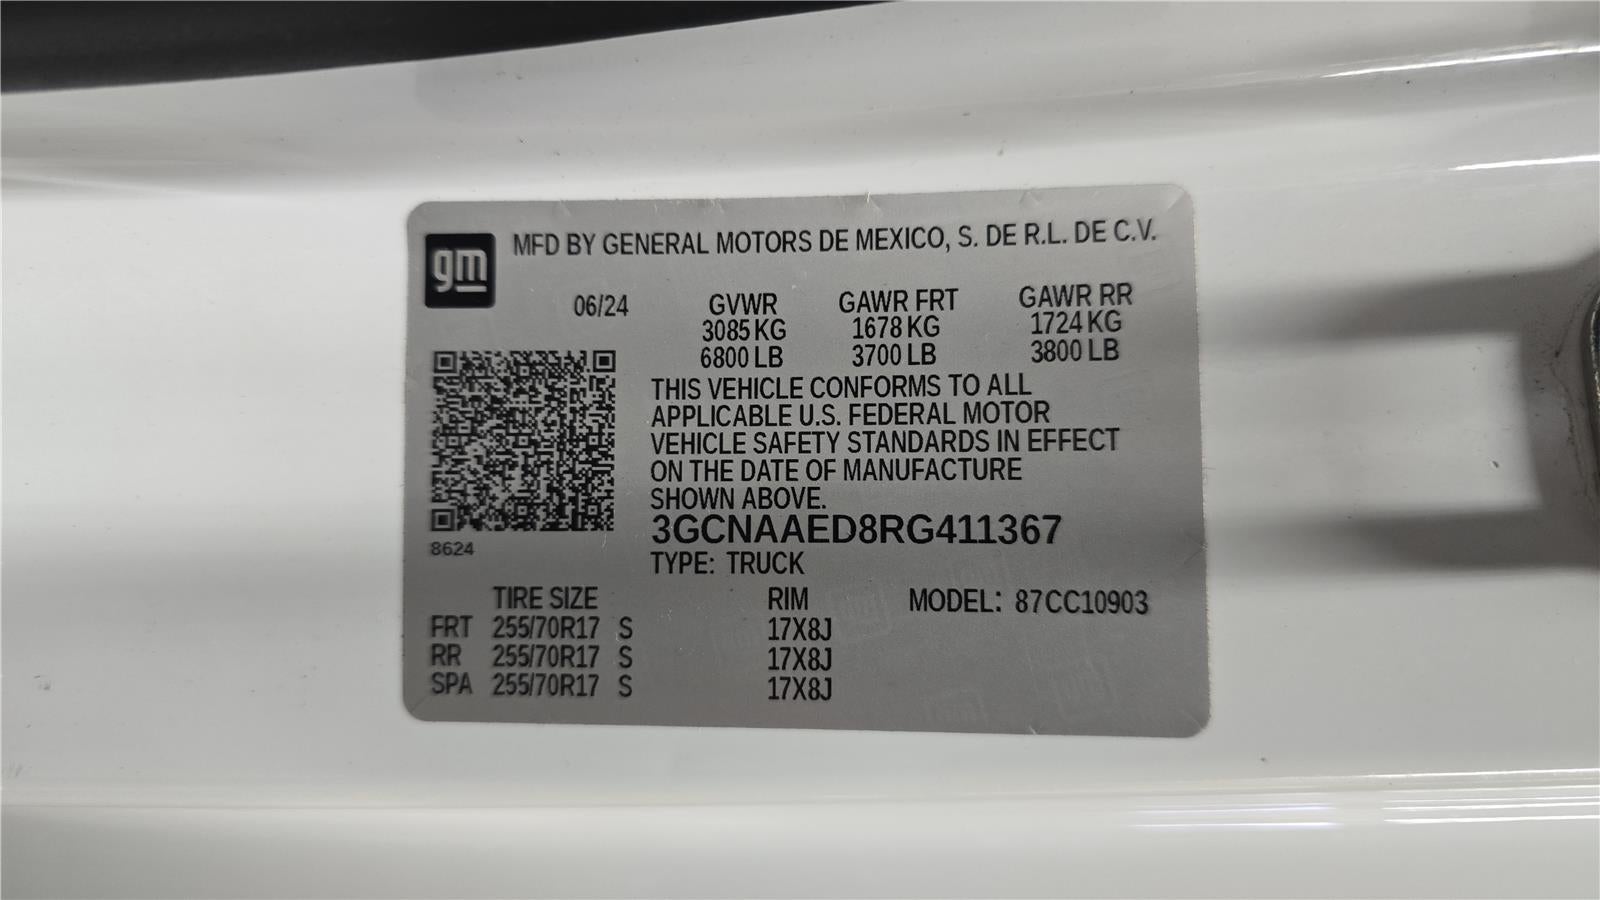 gm
MFD BY GENERAL MOTORS DE MEXICO, S. DE R.L. DE C.V.
06/24 GVWR GAWR FRT GAWR RR
3085 KG 1678 KG 1724 KG
6800 LB 3700 LB 3800 LB
THIS VEHICLE CONFORMS TO ALL
APPLICABLE U.S. FEDERAL MOTOR
VEHICLE SAFETY STANDARDS IN EFFECT
ON THE DATE OF MANUFACTURE
SHOWN ABOVE.
3GCNAAED8RG411367
8624
TYPE: TRUCK
TIRE SIZE RIM MODEL: 87CC10903
FRT 255/70R17 S 17X8J
RR 255/70R17 S 17X8J
SPA 255/70R17 S 17X8J